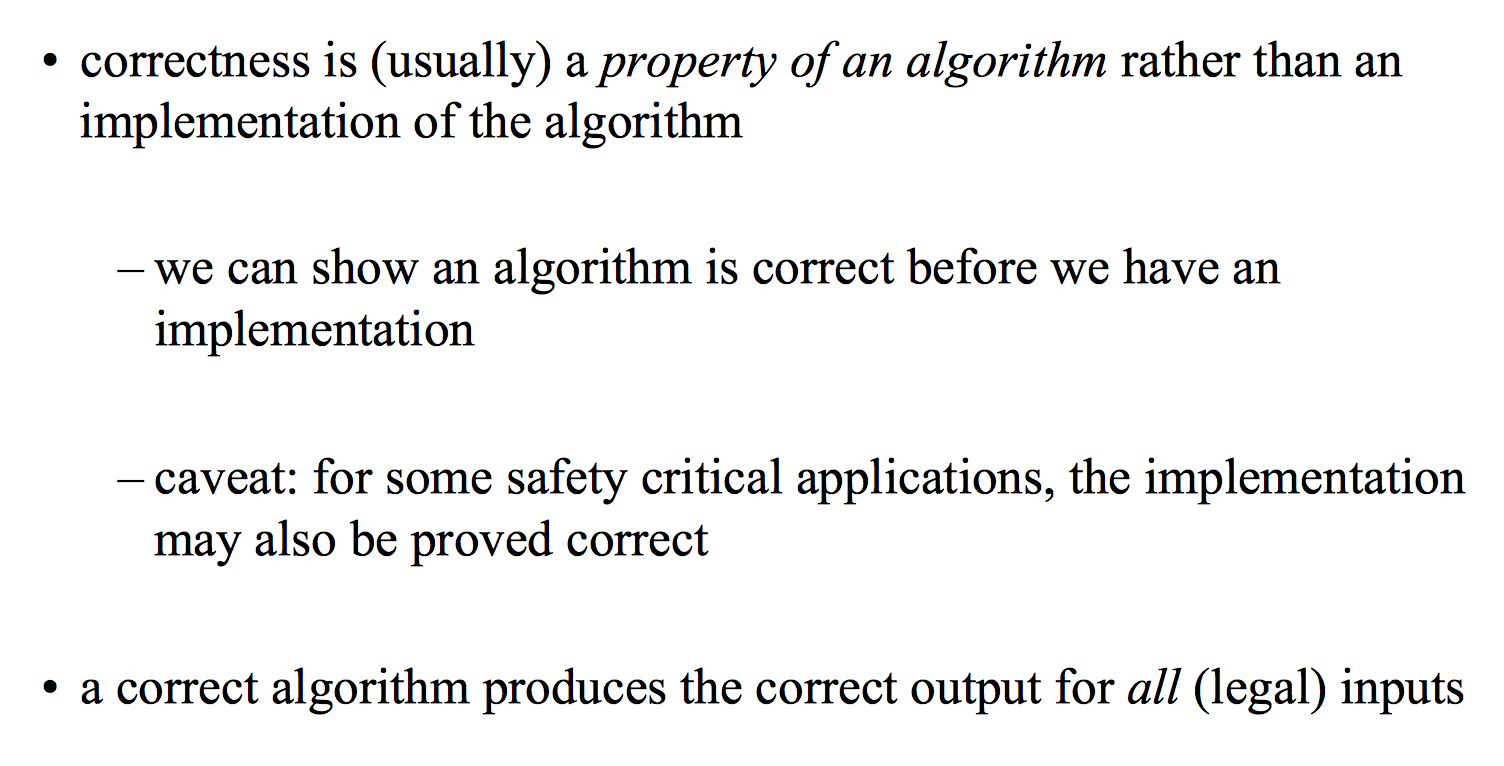 • correctness is (usually) a property of an algorithm rather than an
implementation of the algorithm
– we can show an algorithm is correct before we have an
implementation
– caveat: for some safety critical applications, the implementation
may also be proved correct
• a correct algorithm produces the correct output for all (legal) inputs